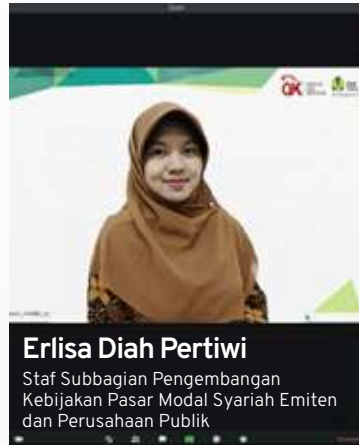 Erlisa Diah Pertiwi
Staf Subbagian Pengembangan
Kebijakan Pasar Modal Syariah Emiten
dan Perusahaan Publik